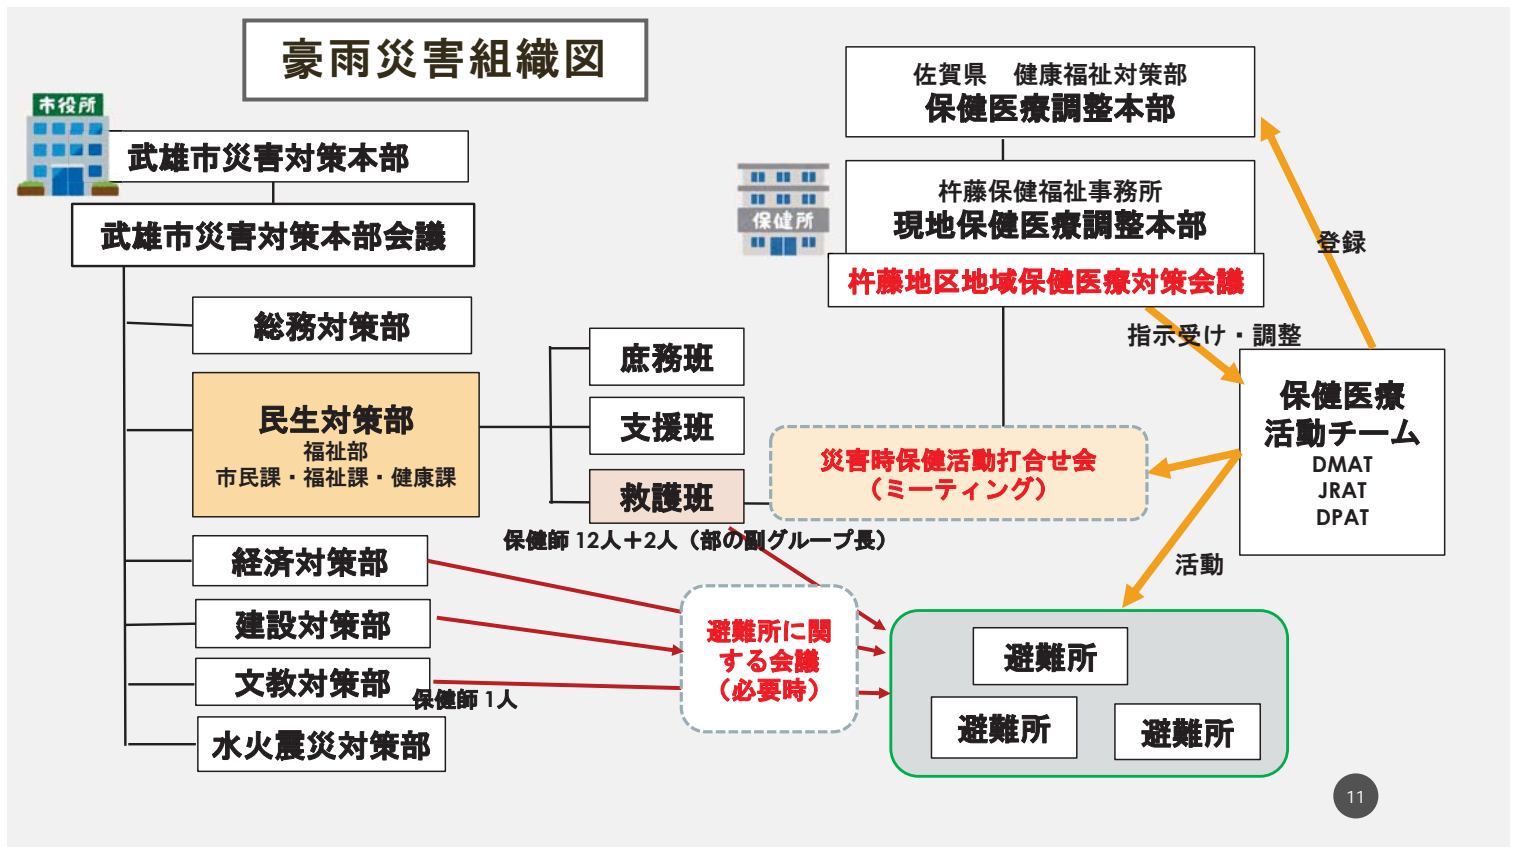 豪雨災害組織図
市役所
武雄市災害対策本部
武雄市災害対策本部会議
総務対策部
民生対策部
福祉部
市民課・福祉課・健康課
経済対策部
建設対策部
文教対策部
保健師 1人
水火震災対策部
庶務班
支援班
救護班
保健師 12人＋2人（部の副グループ長）
避難所に関
する会議
（必要時）
佐賀県　健康福祉対策部
保健医療調整本部
保健所
杵藤保健福祉事務所
現地保健医療調整本部
杵藤地区地域保健医療対策会議
登録
指示受け・調整
災害時保健活動打合せ会
（ミーティング）
保健医療
活動チーム
DMAT
JRAT
DPAT
活動
避難所
避難所
避難所
11